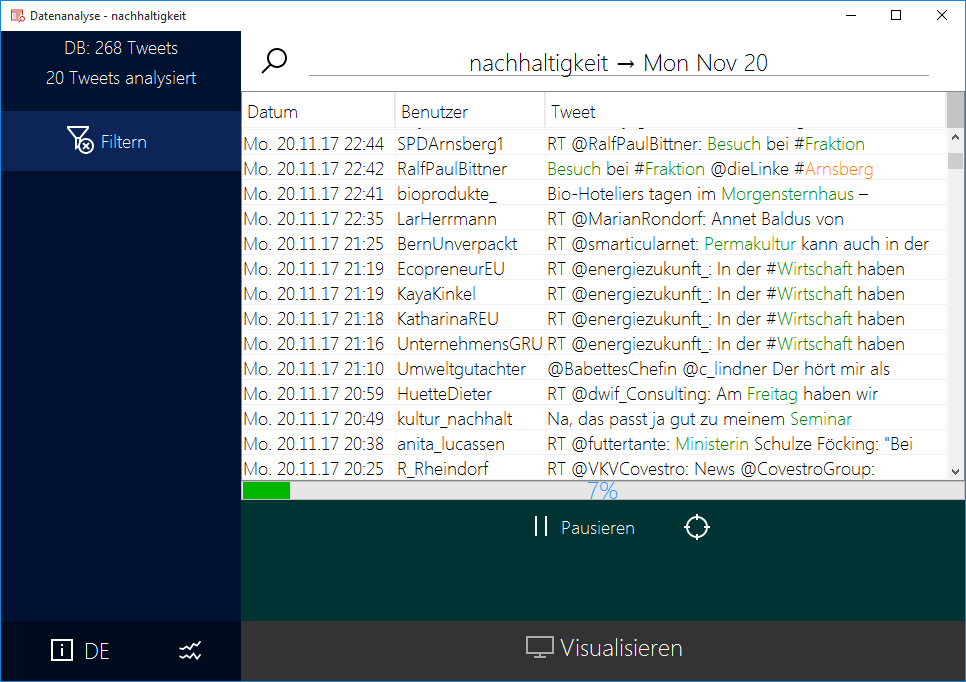 Datenanalyse - nachhaltigkeit
DB: 268 Tweets
20 Tweets analysiert
Filtern
nachhaltigkeit → Mon Nov 20
Datum Benutzer Tweet
Mo. 20.11.17 22:44 SPDArnsberg1 RT @RalfPaulBittner: Besuch bei #Fraktion
Mo. 20.11.17 22:42 RalfPaulBittner Besuch bei #Fraktion @dieLinke #Arnsberg
Mo. 20.11.17 22:41 bioprodukte_ Bio-Hoteliers tagen im Morgensternhaus –
Mo. 20.11.17 22:35 LarHerrmann RT @MarianRondorf: Annet Baldus von
Mo. 20.11.17 21:25 BernUnverpackt RT @smarticularnet: Permakultur kann auch in der
Mo. 20.11.17 21:19 EcopreneurEU RT @energiezukunft_: In der #Wirtschaft haben
Mo. 20.11.17 21:19 KayaKinkel RT @energiezukunft_: In der #Wirtschaft haben
Mo. 20.11.17 21:18 KatharinaREU RT @energiezukunft_: In der #Wirtschaft haben
Mo. 20.11.17 21:16 UnternehmensGRU RT @energiezukunft_: In der #Wirtschaft haben
Mo. 20.11.17 21:10 Umweltgutachter @BabettesChefin @c_lindner Der hört mir als
Mo. 20.11.17 20:59 HuetteDieter RT @dwif_Consulting: Am Freitag haben wir
Mo. 20.11.17 20:49 kultur_nachhalt Na, das passt ja gut zu meinem Seminar
Mo. 20.11.17 20:38 anita_lucassen RT @futtertante: Ministerin Schulze Föcking: "Bei
Mo. 20.11.17 20:25 R_Rheindorf RT @VKVCovestro: News @CovestroGroup:
7%
Pausieren
DE
Visualisieren